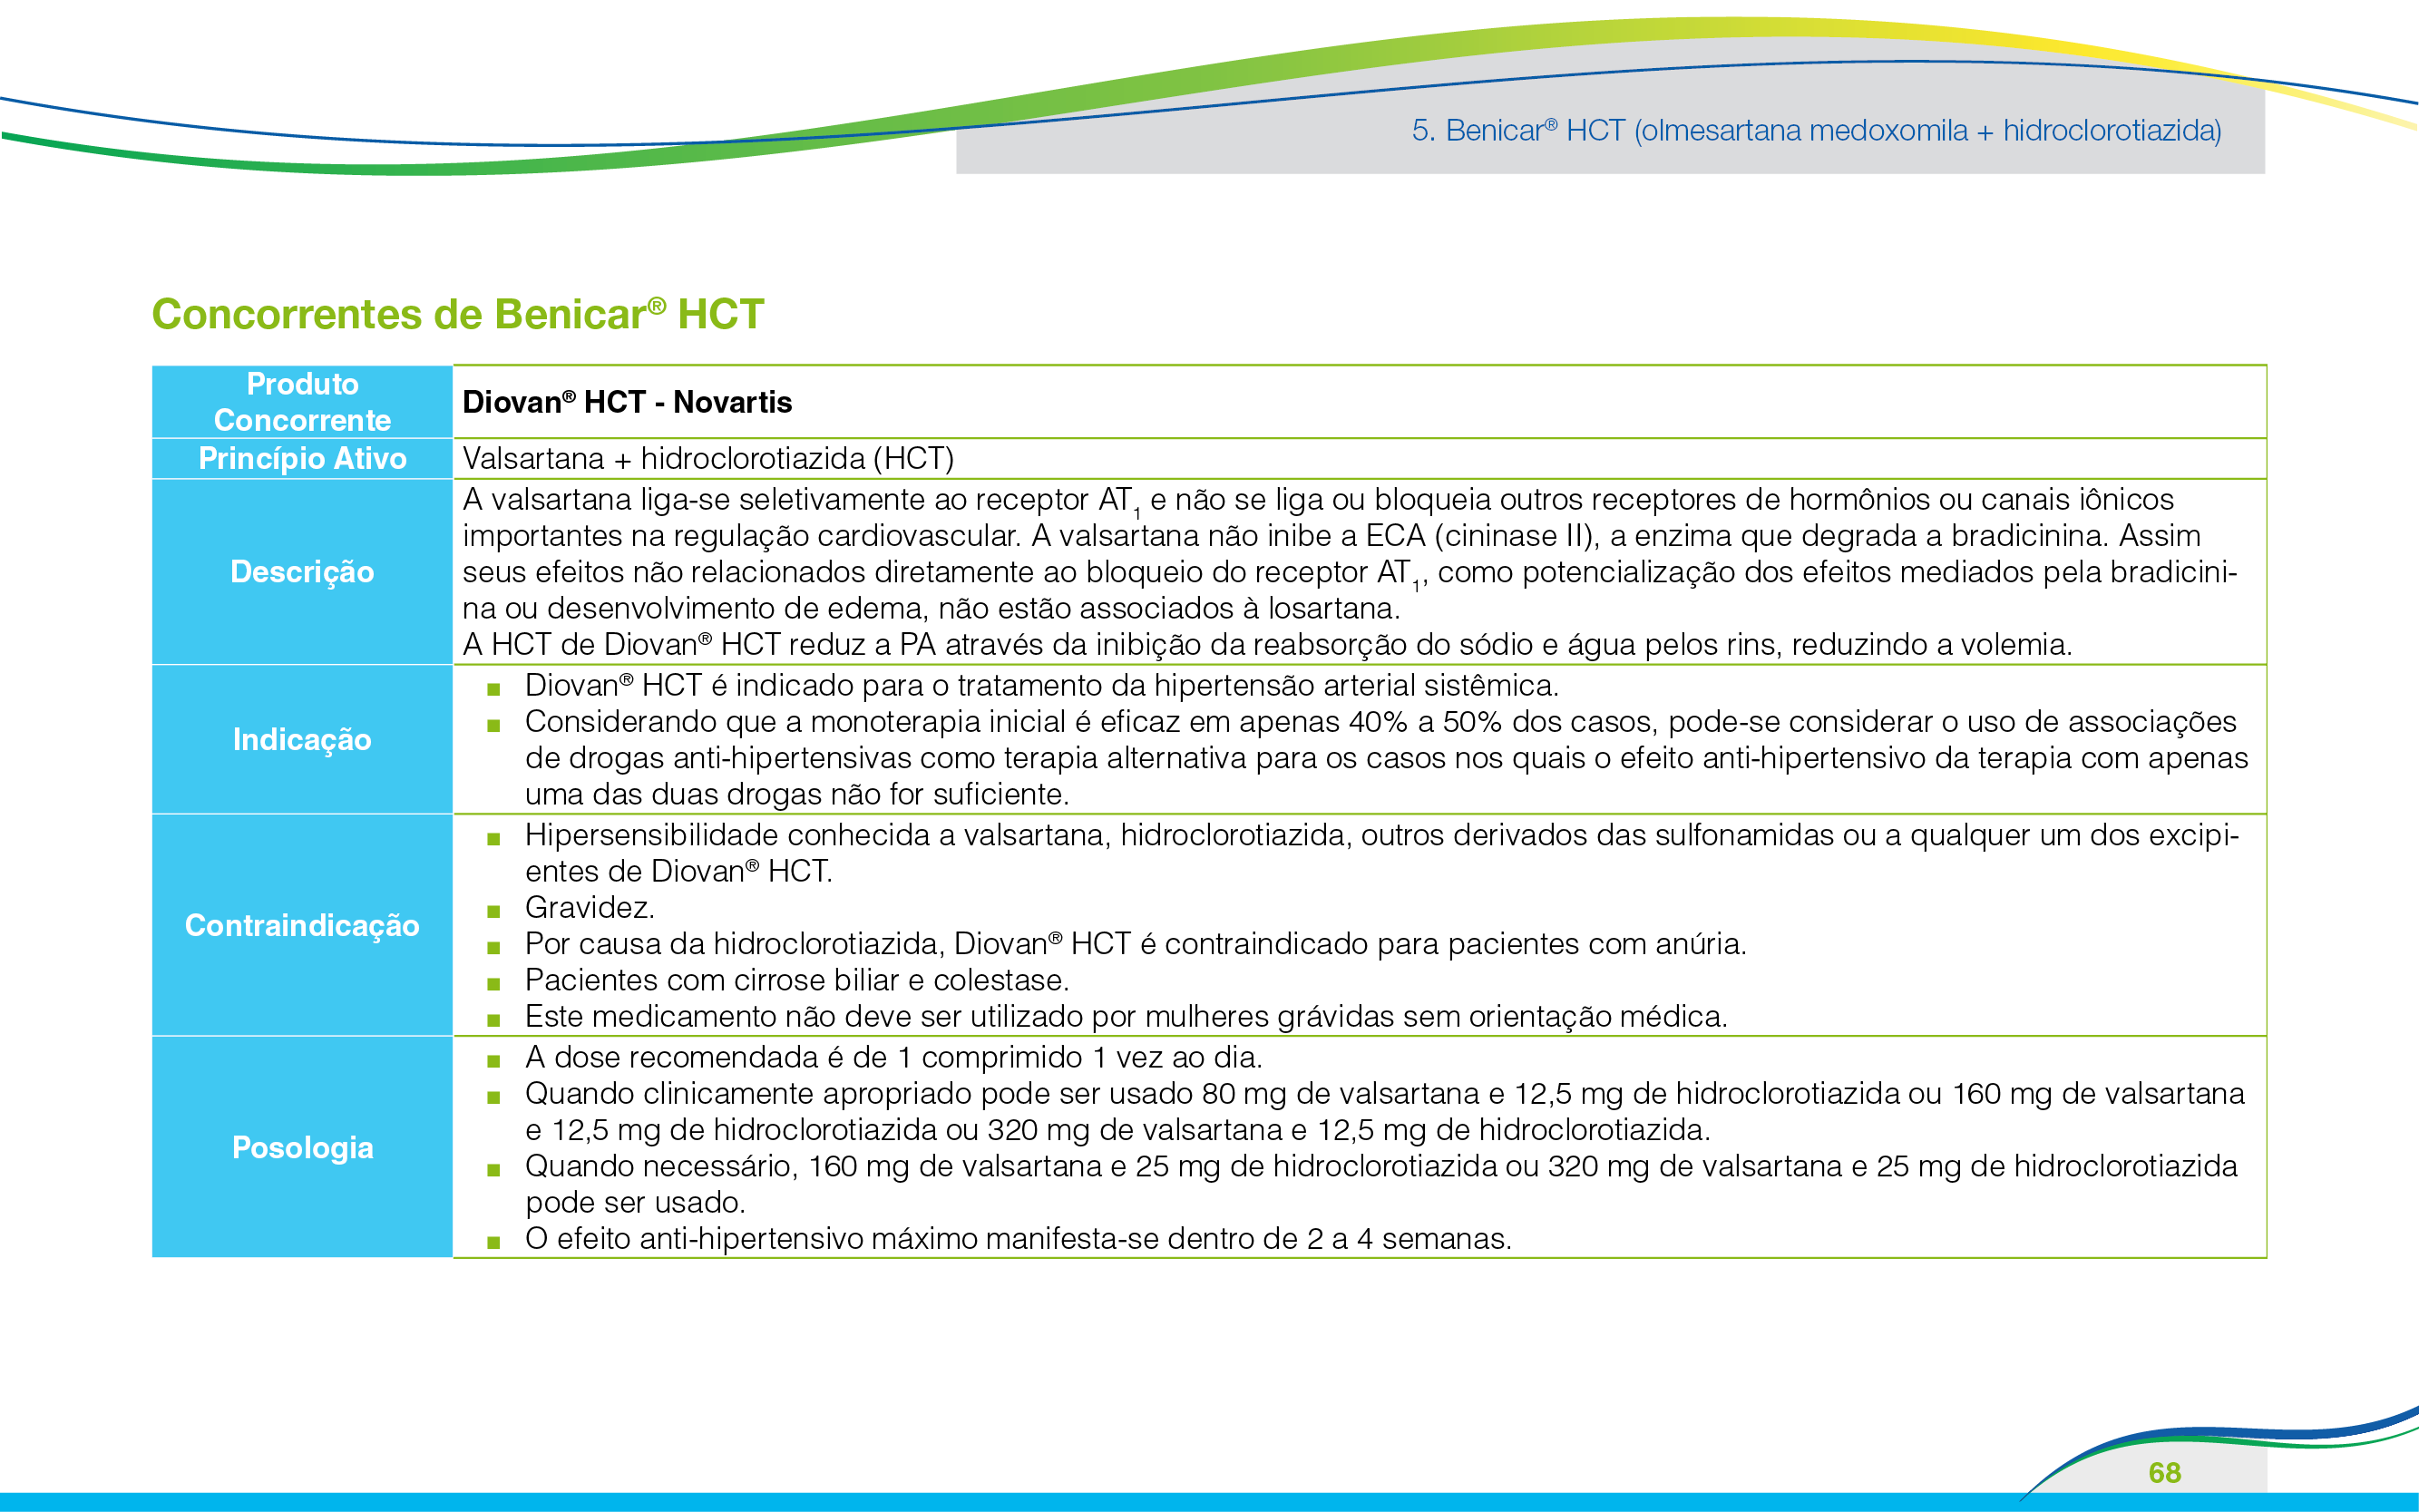 5. Benicar® HCT (olmesartana medoxomila + hidroclorotiazida)
Concorrentes de Benicar® HCT
Produto
Concorrente
Diovan® HCT - Novartis
Princípio Ativo
Valsartana + hidroclorotiazida (HCT)
Descrição
A valsartana liga-se seletivamente ao receptor AT1 e não se liga ou bloqueia outros receptores de hormônios ou canais iônicos
importantes na regulação cardiovascular. A valsartana não inibe a ECA (cininase II), a enzima que degrada a bradicinina. Assim
seus efeitos não relacionados diretamente ao bloqueio do receptor AT1, como potencialização dos efeitos mediados pela bradicini-
na ou desenvolvimento de edema, não estão associados à losartana.
A HCT de Diovan® HCT reduz a PA através da inibição da reabsorção do sódio e água pelos rins, reduzindo a volemia.
Indicação
■ Diovan® HCT é indicado para o tratamento da hipertensão arterial sistêmica.
■ Considerando que a monoterapia inicial é eficaz em apenas 40% a 50% dos casos, pode-se considerar o uso de associações
de drogas anti-hipertensivas como terapia alternativa para os casos nos quais o efeito anti-hipertensivo da terapia com apenas
uma das duas drogas não for suficiente.
Contraindicação
■ Hipersensibilidade conhecida a valsartana, hidroclorotiazida, outros derivados das sulfonamidas ou a qualquer um dos excipi-
entes de Diovan® HCT.
■ Gravidez.
■ Por causa da hidroclorotiazida, Diovan® HCT é contraindicado para pacientes com anúria.
■ Pacientes com cirrose biliar e colestase.
■ Este medicamento não deve ser utilizado por mulheres grávidas sem orientação médica.
Posologia
■ A dose recomendada é de 1 comprimido 1 vez ao dia.
■ Quando clinicamente apropriado pode ser usado 80 mg de valsartana e 12,5 mg de hidroclorotiazida ou 160 mg de valsartana
e 12,5 mg de hidroclorotiazida ou 320 mg de valsartana e 12,5 mg de hidroclorotiazida.
■ Quando necessário, 160 mg de valsartana e 25 mg de hidroclorotiazida ou 320 mg de valsartana e 25 mg de hidroclorotiazida
pode ser usado.
■ O efeito anti-hipertensivo máximo manifesta-se dentro de 2 a 4 semanas.
68